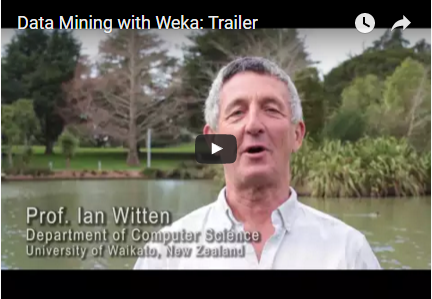 Data Mining with Weka: Trailer
Prof. Ian Witten
Department of Computer Science
University of Waikato, New Zealand